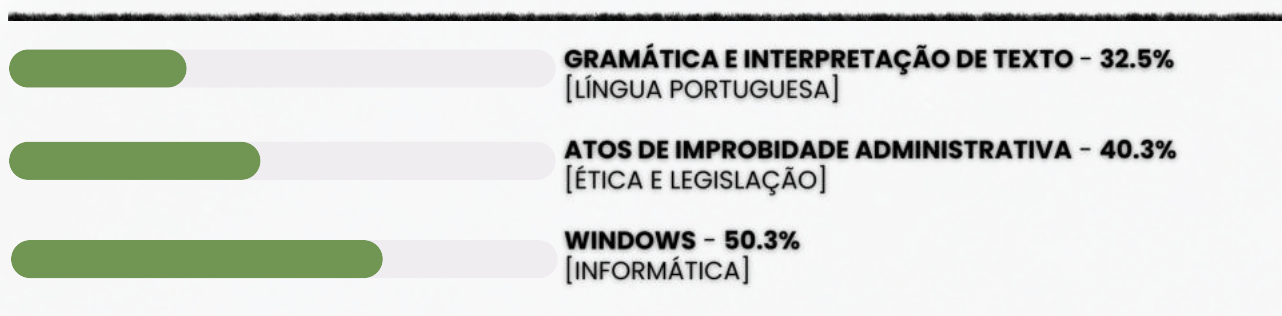 GRAMÁTICA E INTERPRETAÇÃO DE TEXTO - 32.5%
[LÍNGUA PORTUGUESA]
ATOS DE IMPROBIDADE ADMINISTRATIVA - 40.3%
[ÉTICA E LEGISLAÇÃO]
WINDOWS - 50.3%
[INFORMÁTICA]